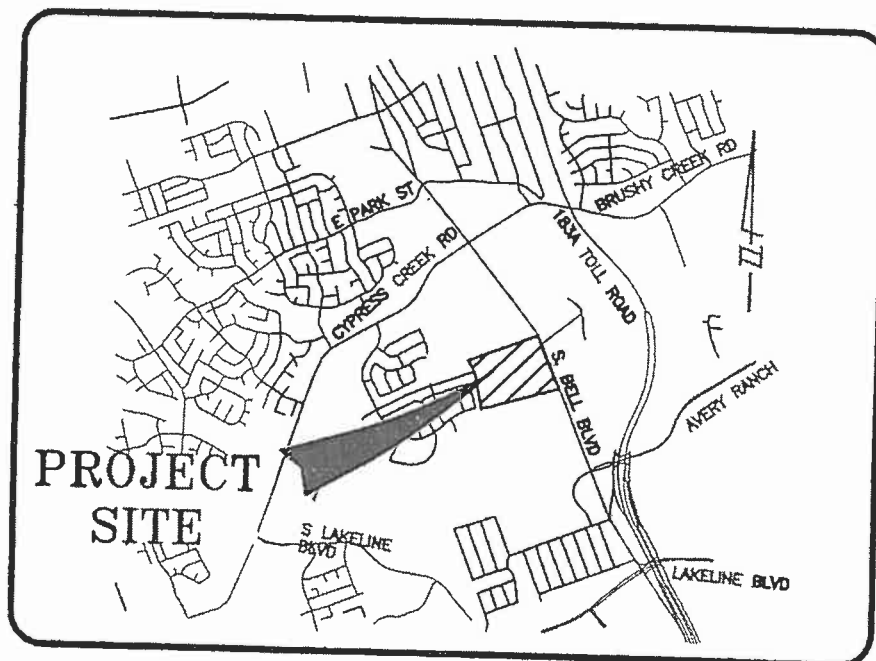 E PARK ST
BRUSHY CREEK RD
CYPRESS CREEK RD
183A TOLL ROAD
S. BELL BLVD
AVERY RANCH
PROJECT
SITE
S LAKELINE
BLVD
LAKELINE BLVD